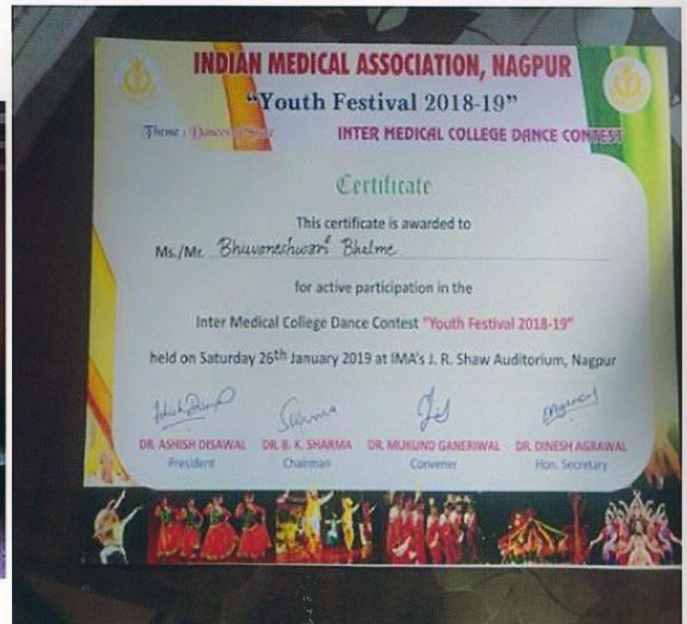 INDIAN MEDICAL ASSOCIATION, NAGPUR
“Youth Festival 2018-19”
Theme : Dances of State INTER MEDICAL COLLEGE DANCE CONTEST
Certificate
This certificate is awarded to
Ms./Mr. Bhuvaneshwari Bhelme
for active participation in the
Inter Medical College Dance Contest "Youth Festival 2018-19"
held on Saturday 26th January 2019 at IMA's J. R. Shaw Auditorium, Nagpur
DR. ASHISH DISAWAL DR. B. K. SHARMA DR. MUKUND GANERIWAL DR. DINESH AGRAWAL
President Chairman Convener Hon. Secretary